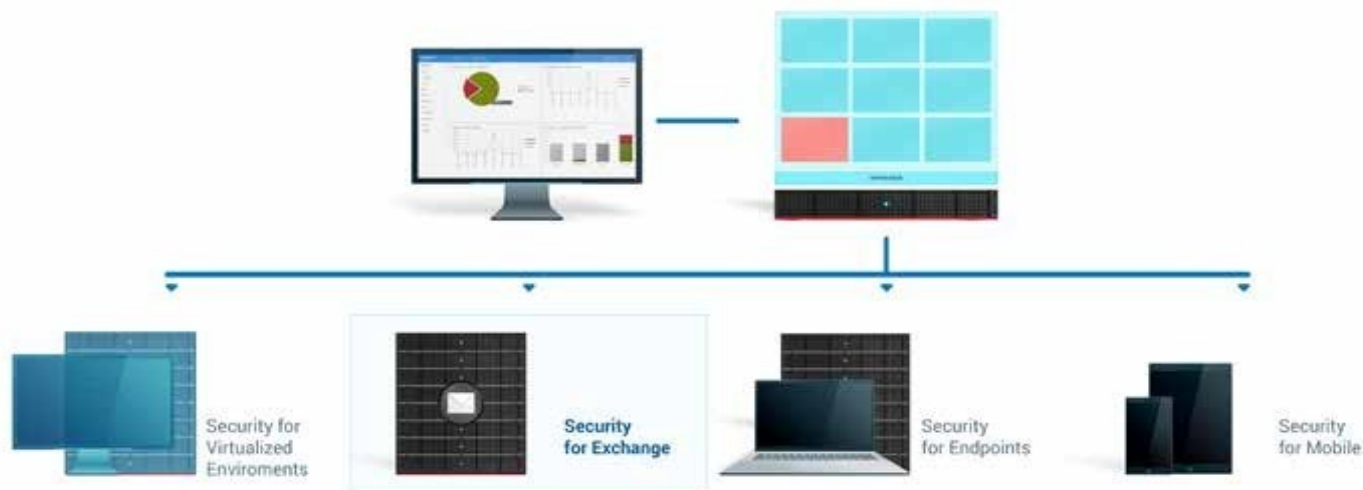 Security for
Virtualized
Enviroments
Security
for Exchange
Security
for Endpoints
Security
for Mobile